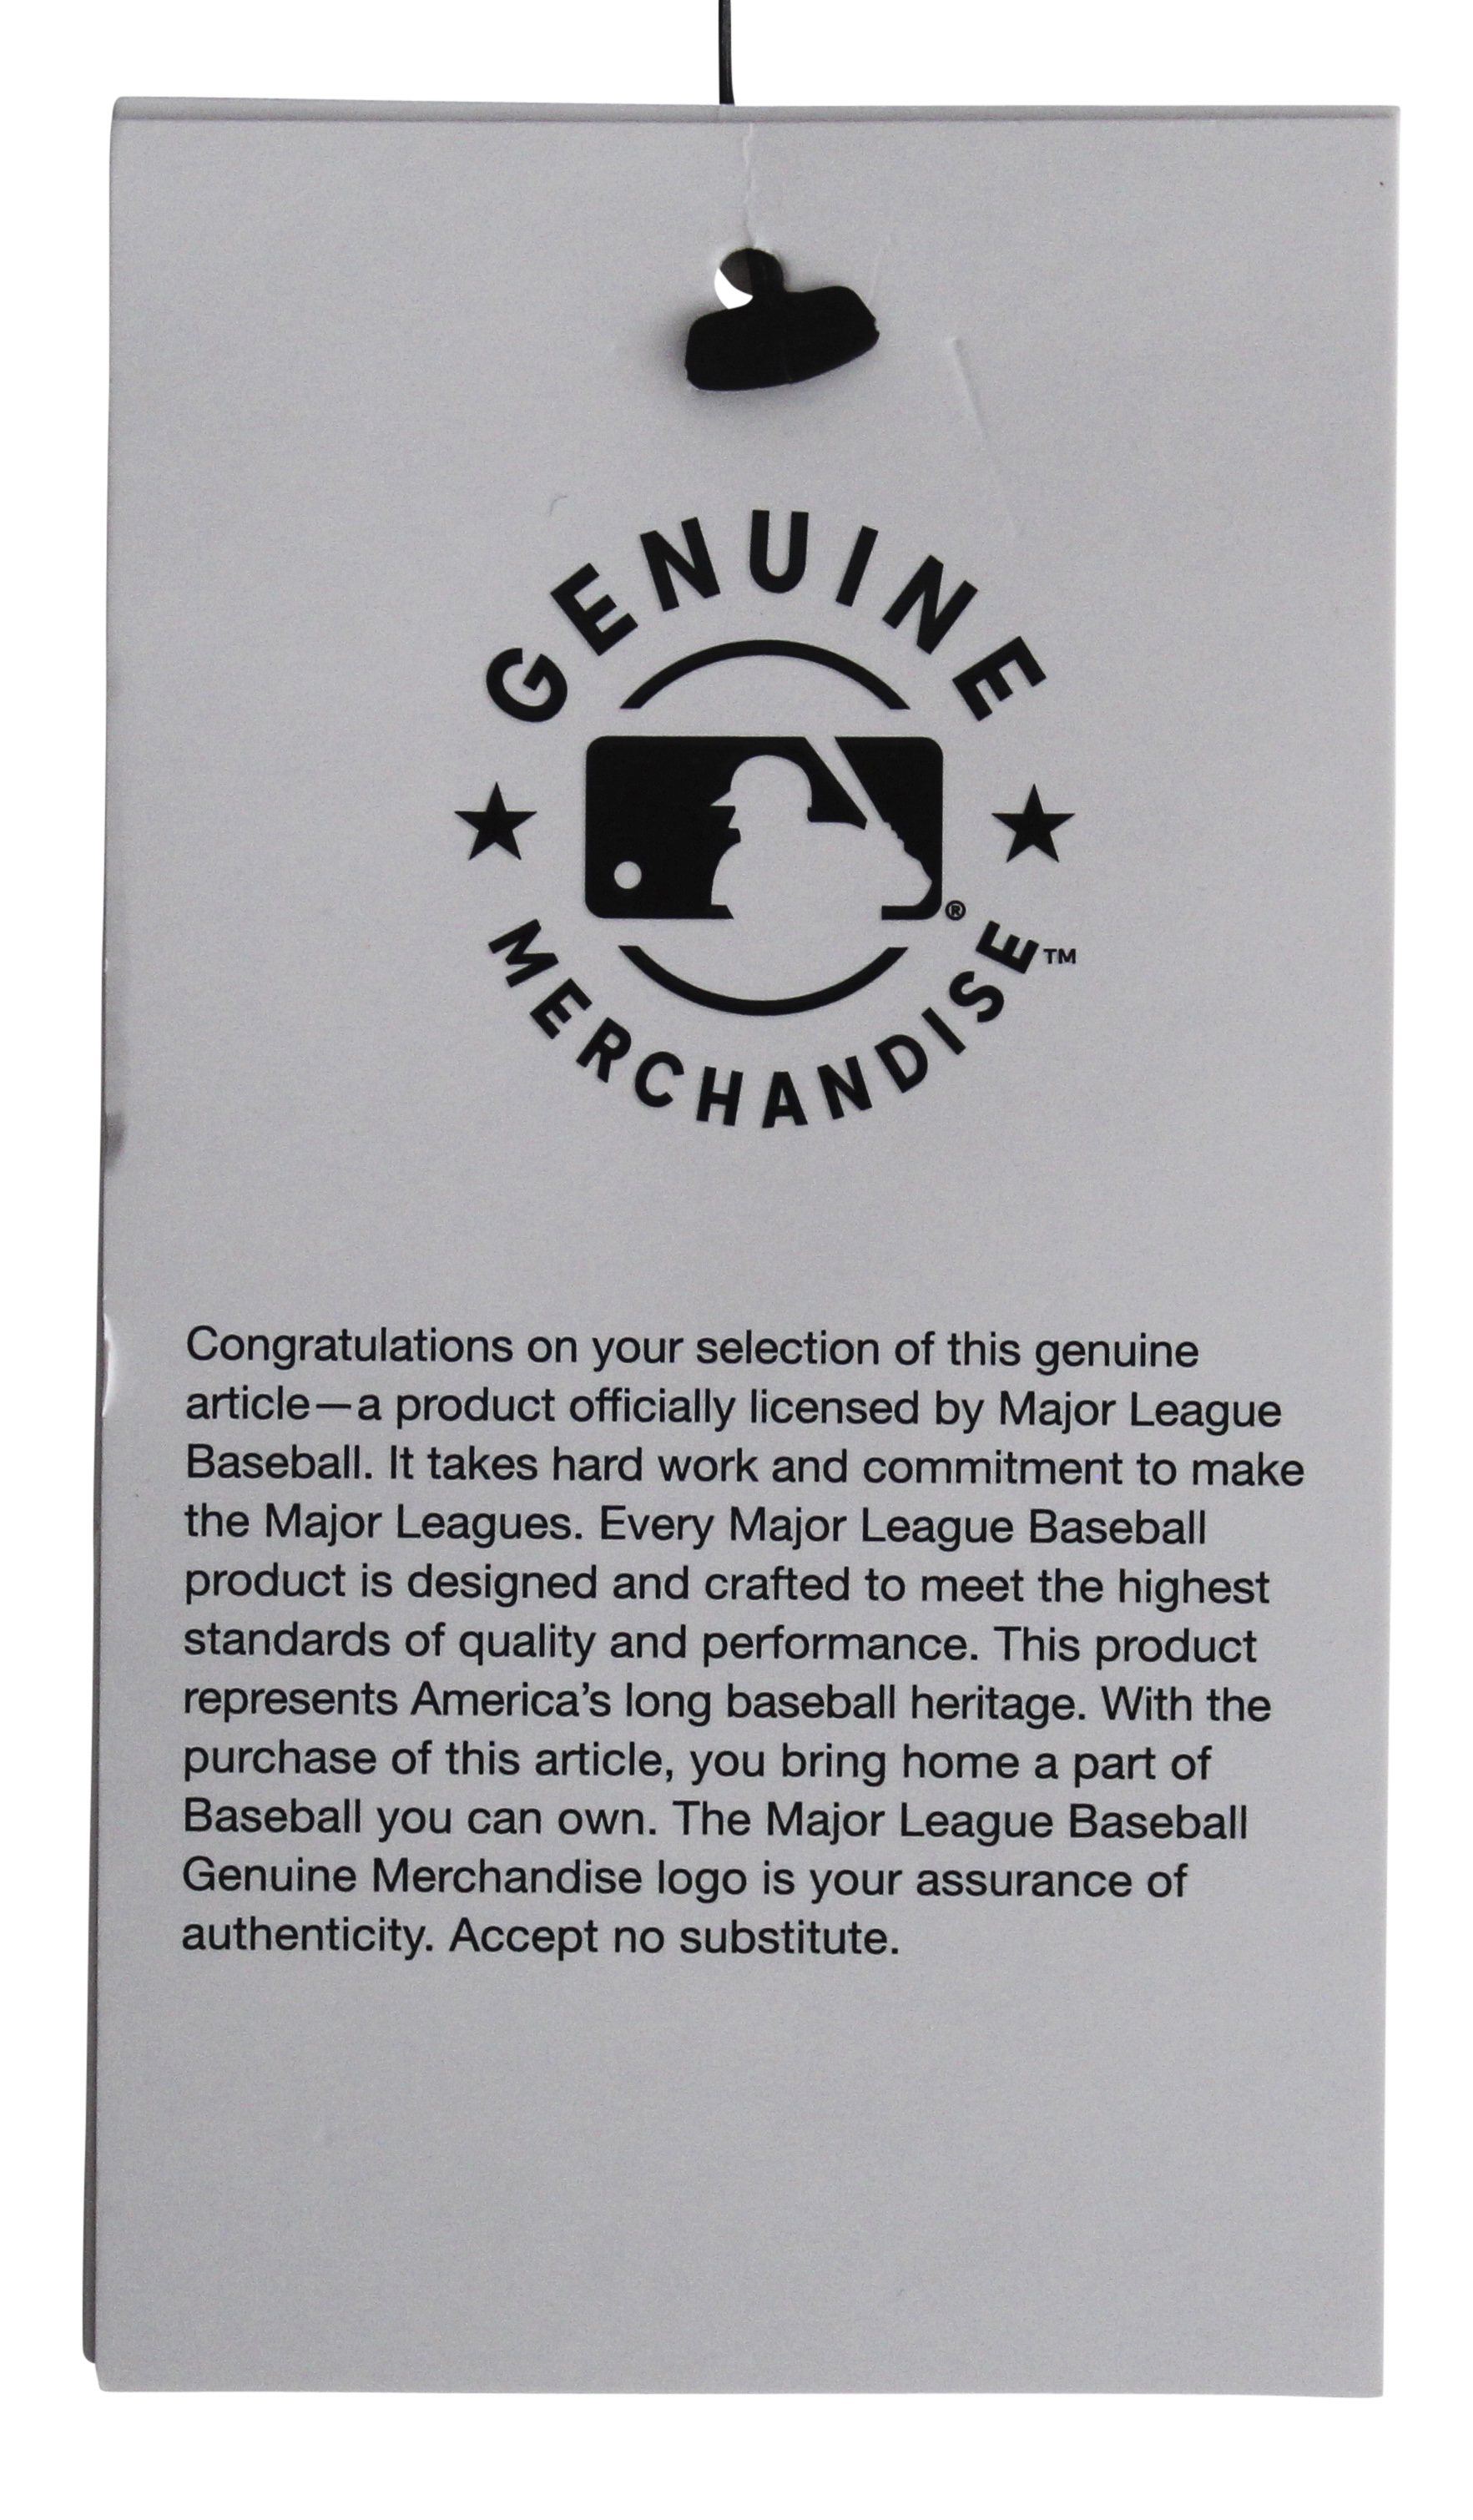 GENUINE
®
MERCHANDISE™
Congratulations on your selection of this genuine
article—a product officially licensed by Major League
Baseball. It takes hard work and commitment to make
the Major Leagues. Every Major League Baseball
product is designed and crafted to meet the highest
standards of quality and performance. This product
represents America’s long baseball heritage. With the
purchase of this article, you bring home a part of
Baseball you can own. The Major League Baseball
Genuine Merchandise logo is your assurance of
authenticity. Accept no substitute.